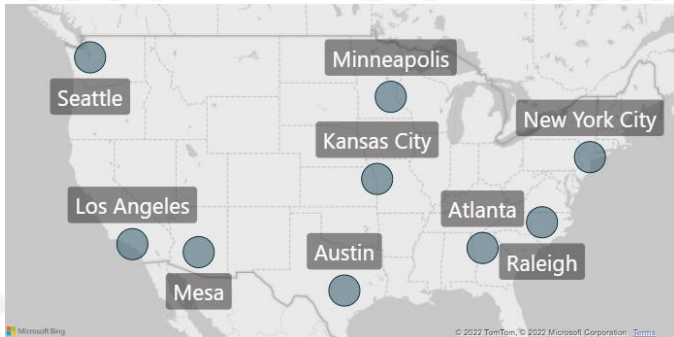 Minneapolis
Seattle
New York City
Kansas City
Los Angeles
Atlanta
Austin
Raleigh
Mesa
Microsoft Bing
© 2022 TomTom, © 2022 Microsoft Corporation Terms